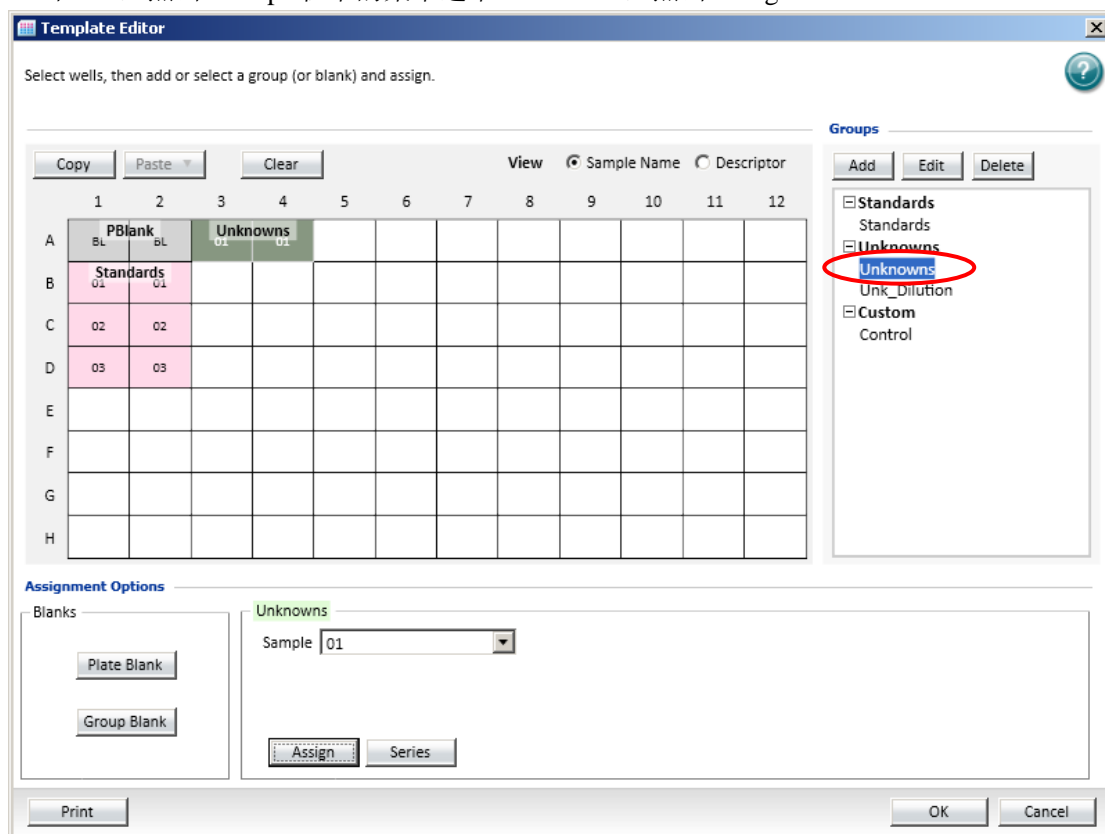 Template Editor
Select wells, then add or select a group (or blank) and assign.
Groups
Copy Paste Clear View Sample Name Descriptor
Add Edit Delete
1 2 3 4 5 6 7 8 9 10 11 12
Standards
Standards
Unknowns
Unknowns
Unk_Dilution
Custom
Control
PBlank Unknowns
A BL BL 01 01
Standards
B 01 01
C 02 02
D 03 03
E
F
G
H
Assignment Options
Blanks
Plate Blank
Group Blank
Unknowns
Sample 01
Assign Series
Print OK Cancel